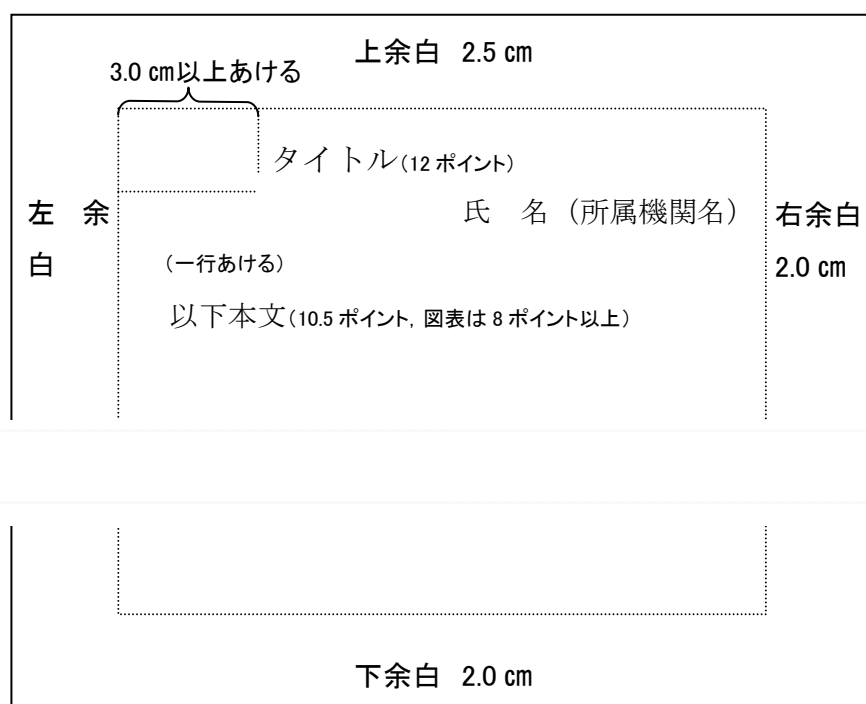 上余白 2.5 ㎝
3.0 ㎝以上あける
タイトル(12 ポイント)
氏 名（所属機関名）
左 余白
右余白 2.0 ㎝
（一行あける）
以下本文(10.5 ポイント, 図表は 8 ポイント以上)
下余白 2.0 ㎝